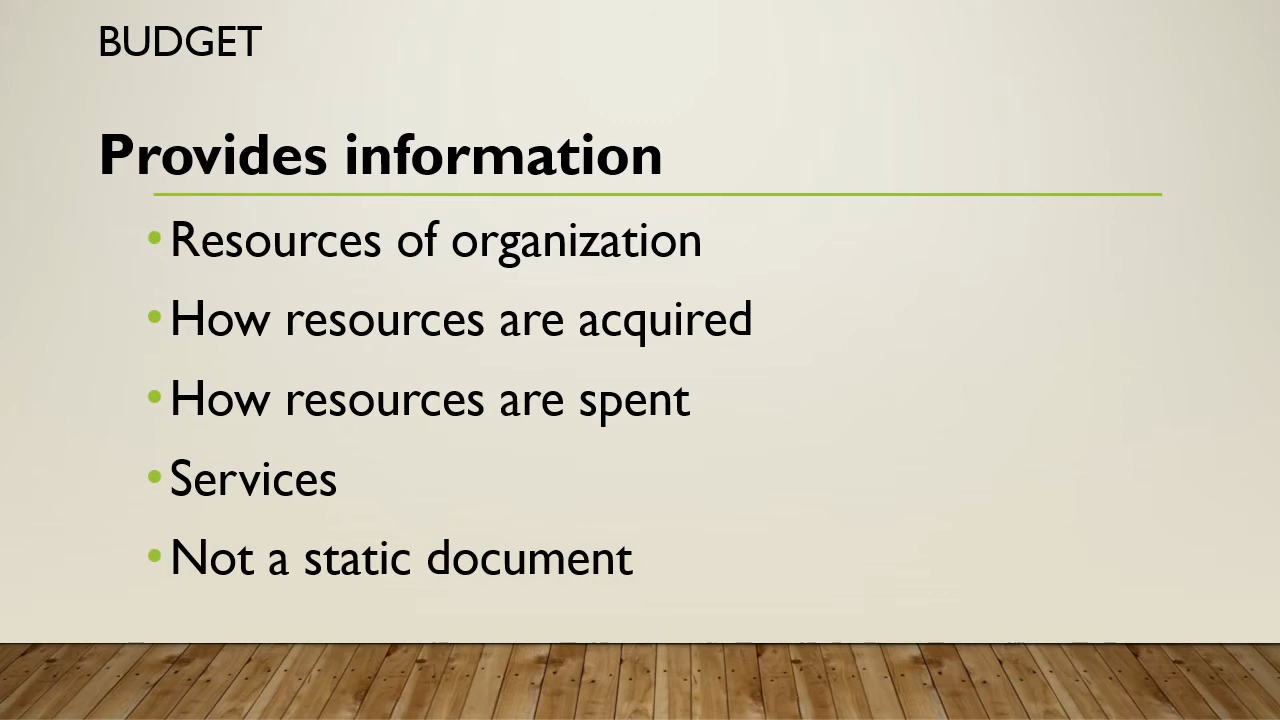 BUDGET
Provides information
• Resources of organization
• How resources are acquired
• How resources are spent
• Services
• Not a static document